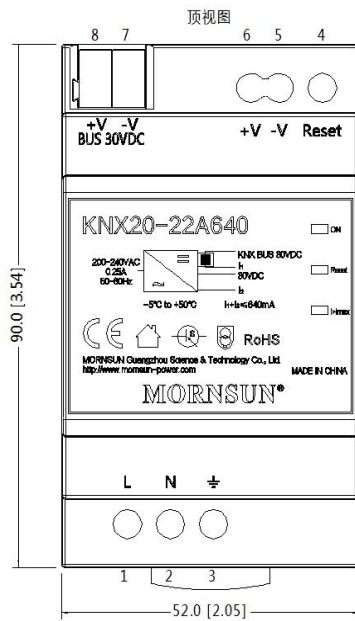 顶视图
8 7 6 5 4
+V -V +V -V Reset
BUS 30VDC
KNX20-22A640
ON
200-240VAC
0.25A
50-60Hz
KNX BUS 30VDC
I₁
30VDC
I₂
Reset
-5℃ to +50℃
I₁+I₂≤640mA
I>Imax
CE
RoHS
MORNSUN Guangzhou Science & Technology Co., Ltd.
http://www.mornsun-power.com
MADE IN CHINA
MORNSUN®
L N
1 2 3
90.0 [3.54]
52.0 [2.05]